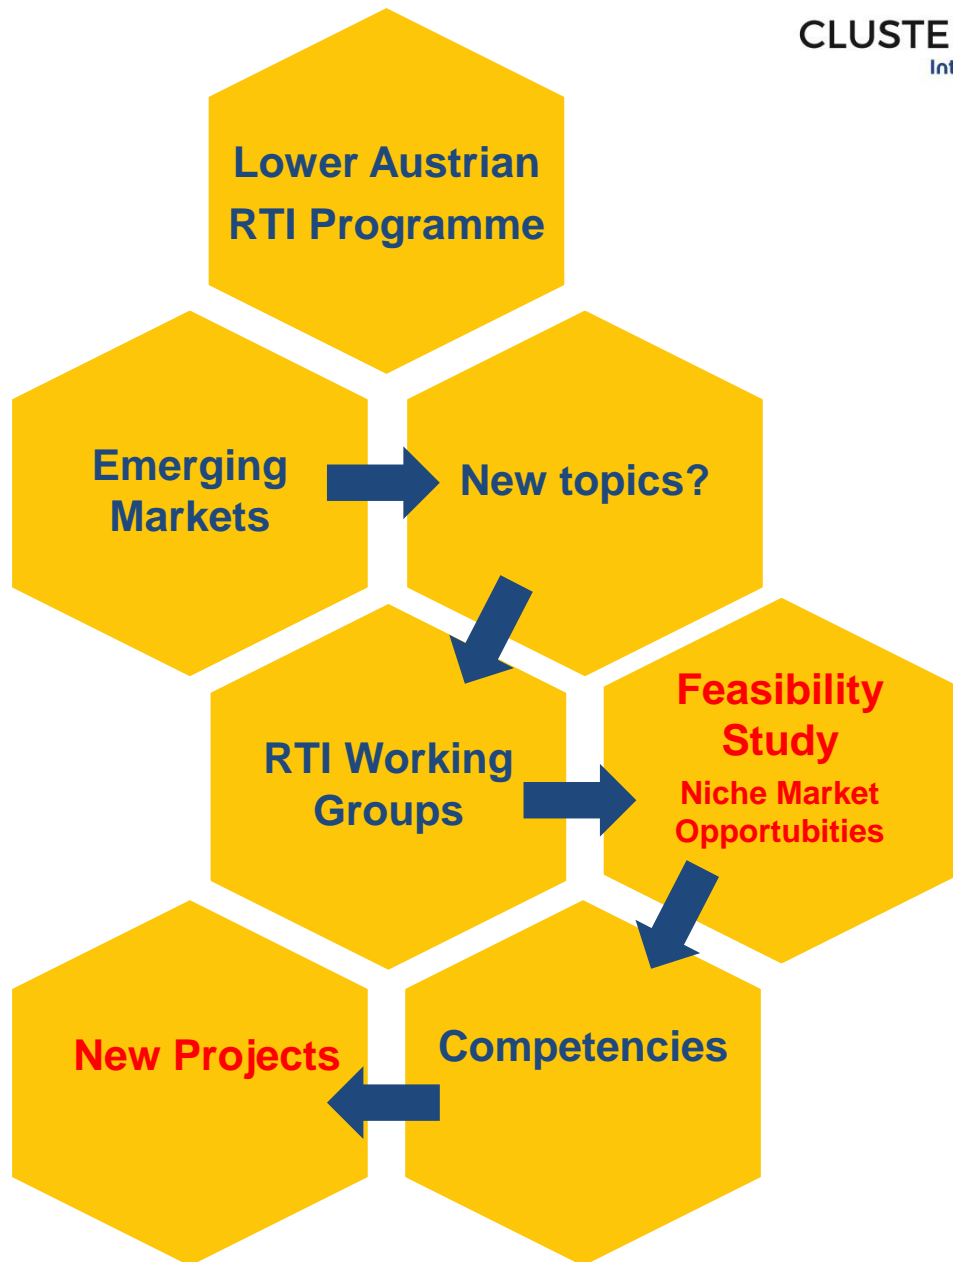 CLUSTE
Int
Lower Austrian
RTI Programme
Emerging
Markets
New topics?
RTI Working
Groups
Feasibility
Study
Niche Market
Opportubities
New Projects
Competencies